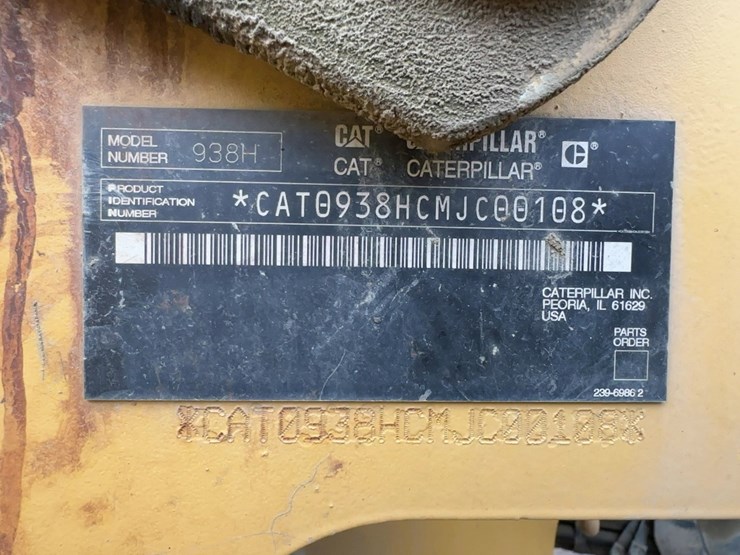 MODEL NUMBER 938H
CAT®
CAT® CATERPILLAR®
PRODUCT IDENTIFICATION NUMBER *CAT0938HCMJC00108*
CATERPILLAR INC.
PEORIA, IL 61629
USA
PARTS
ORDER
239-6986 2
*CAT0938HCMJC00108*